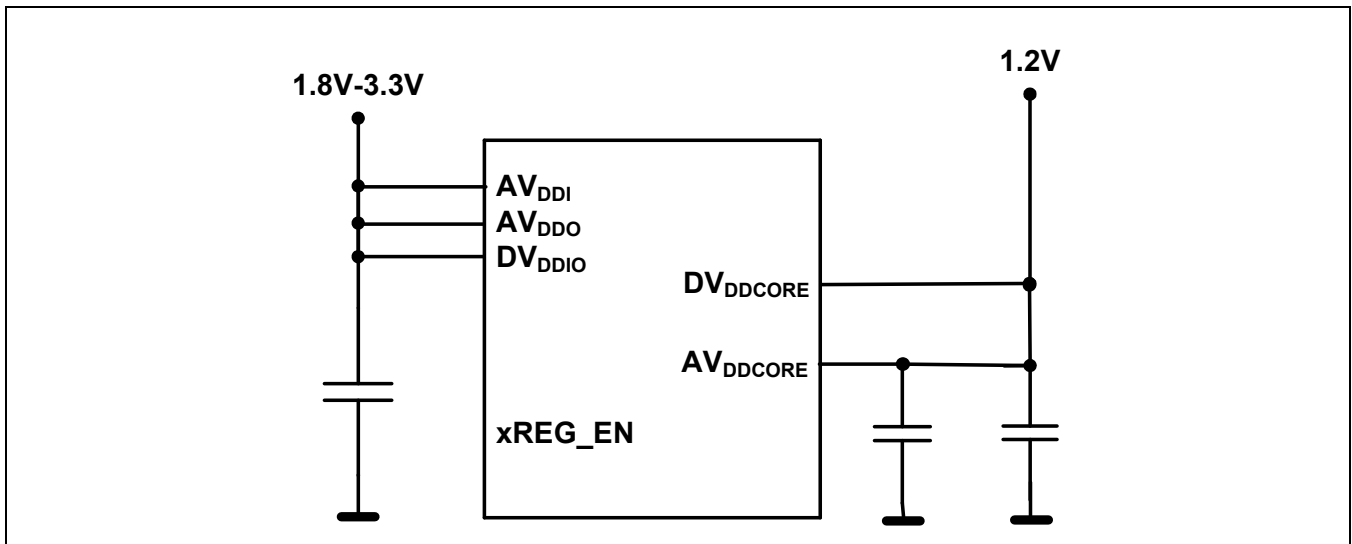 1.2V
1.8V-3.3V
AVDDI
AVDDO
DVDDIO
DVDDCORE
AVDDCORE
xREG_EN